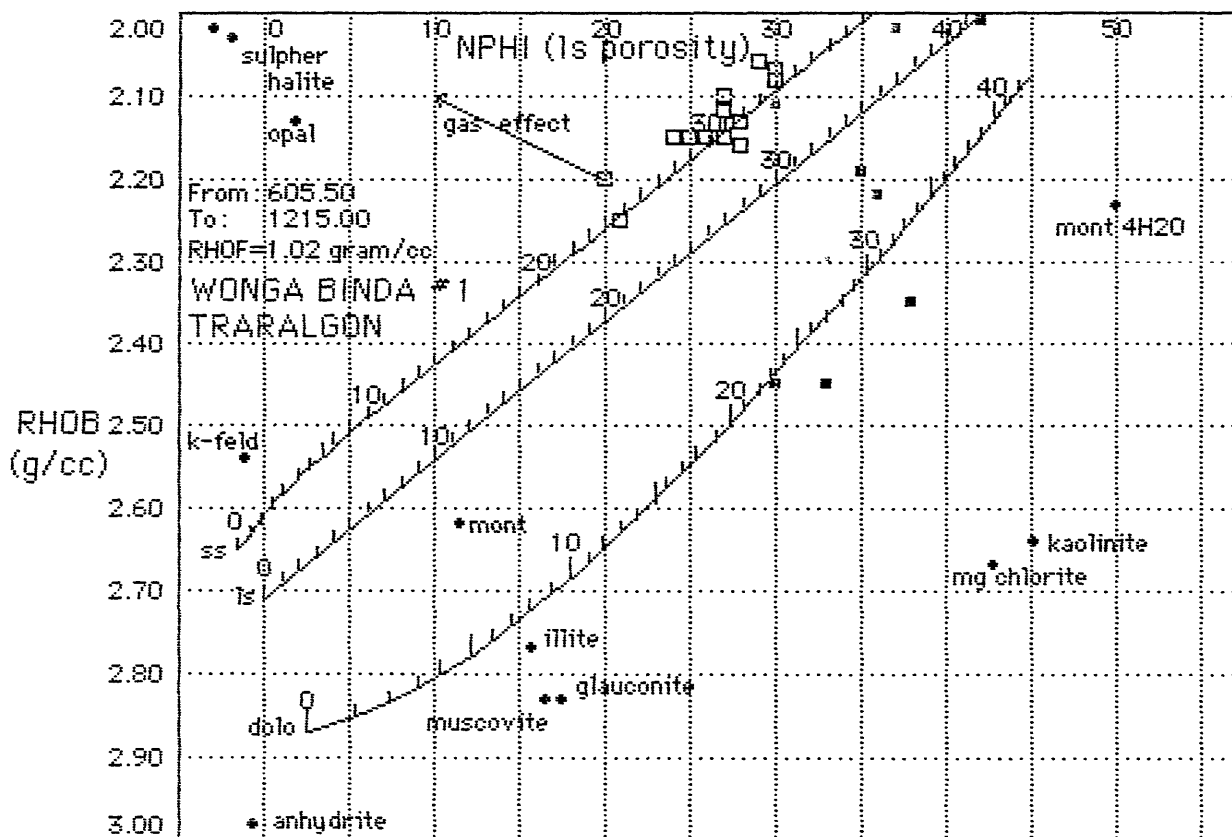 2.00 0 10 20 30 40 50
NPHI (ls porosity)
sulpher
halite
2.10
opal
gas effect
30
40
30
2.20
From: 605.50
To: 1215.00
RHOF=1.02 gram/cc
mont 4H2O
30
2.30
20
WONGA BINDA #1
20
TRARALGON
2.40
10
20
RHOB 2.50
(g/cc)
k-feld
10
2.60
0
mont
ss
0
10
kaolinite
mg chlorite
2.70
ls
illite
2.80
0
glauconite
dolo
muscovite
2.90
3.00
anhydrite